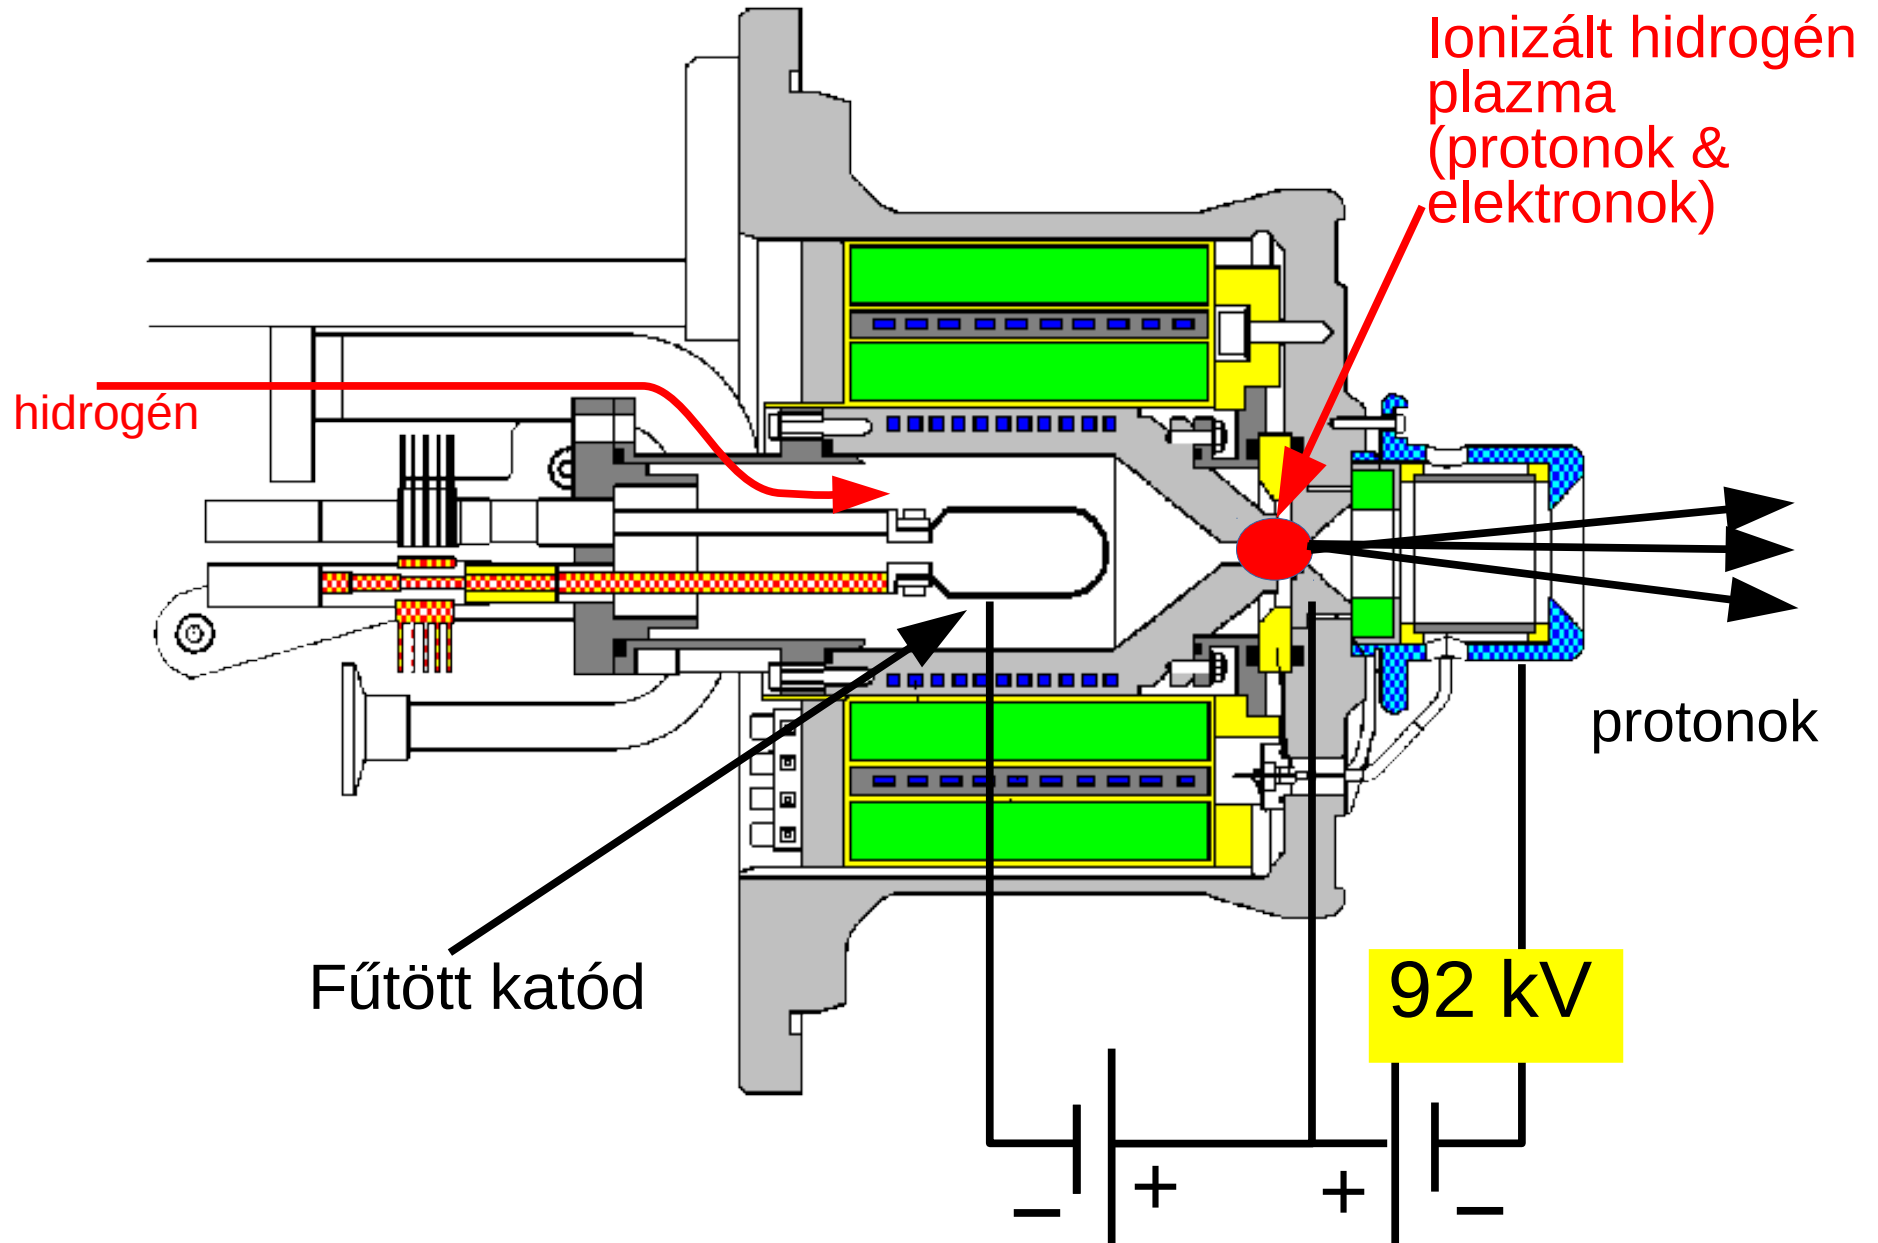 Ionizált hidrogén
plazma
(protonok &
elektronok)
hidrogén
protonok
Fűtött katód
92 kV
– + + –